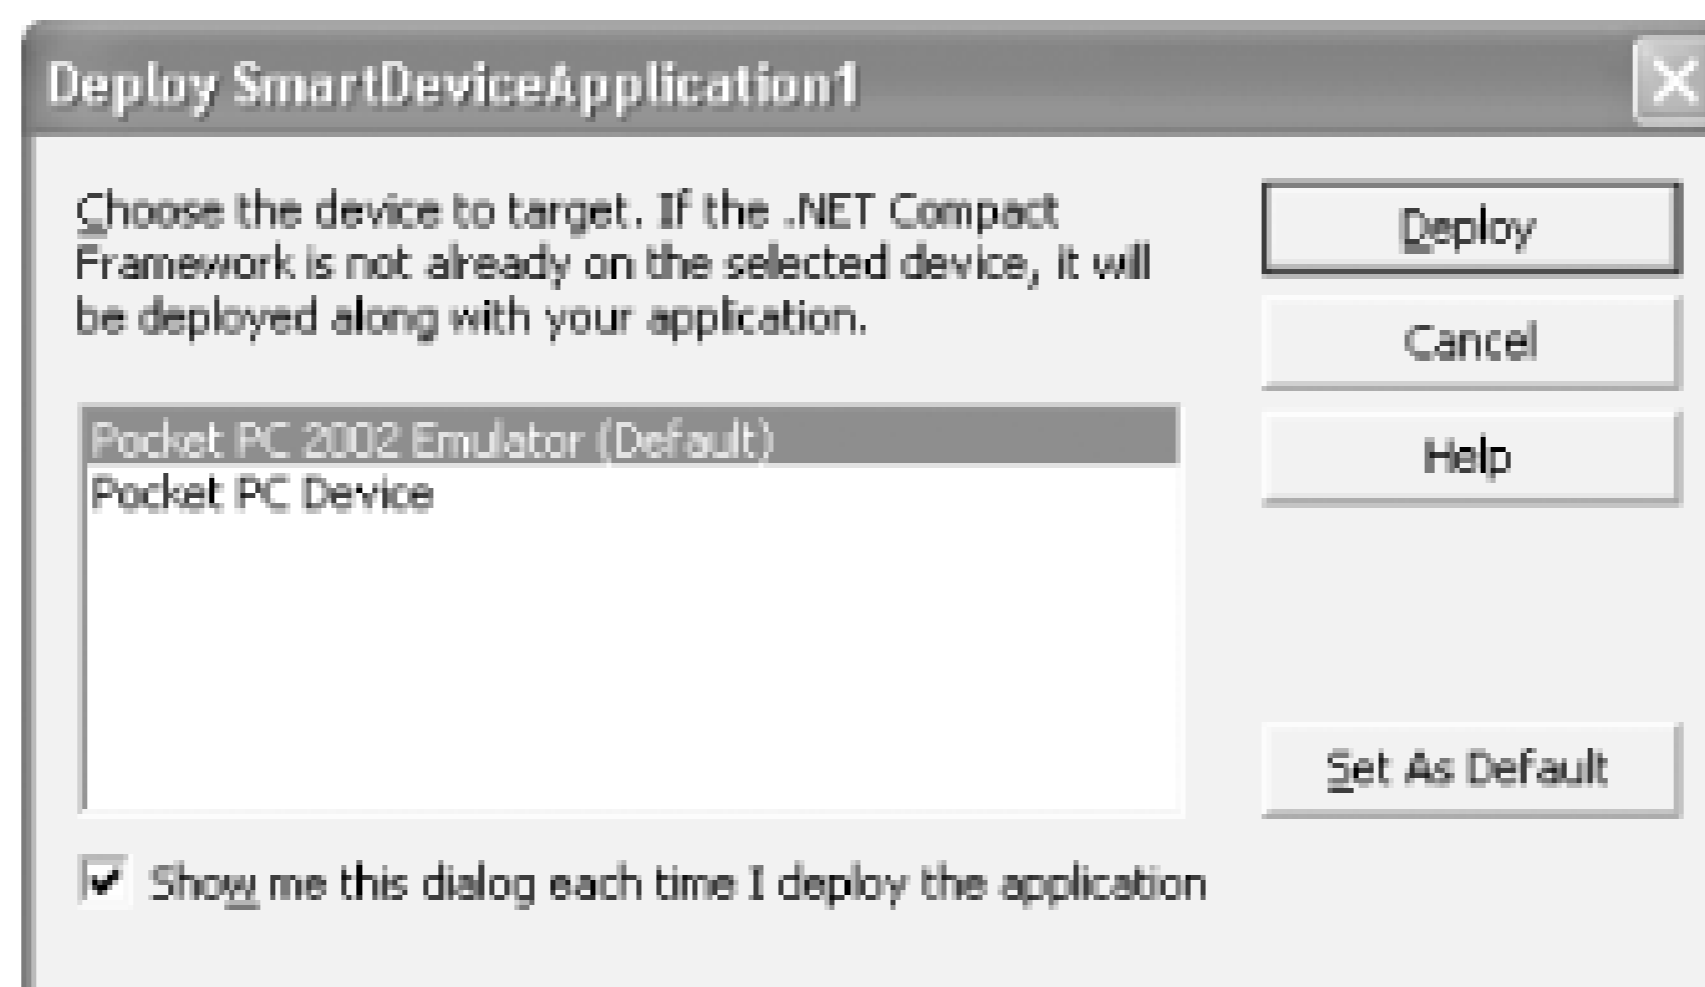 Deploy SmartDeviceApplication1
Choose the device to target. If the .NET Compact
Framework is not already on the selected device, it will
be deployed along with your application.
Deploy
Cancel
Help
Pocket PC 2002 Emulator (Default)
Pocket PC Device
Set As Default
Show me this dialog each time I deploy the application